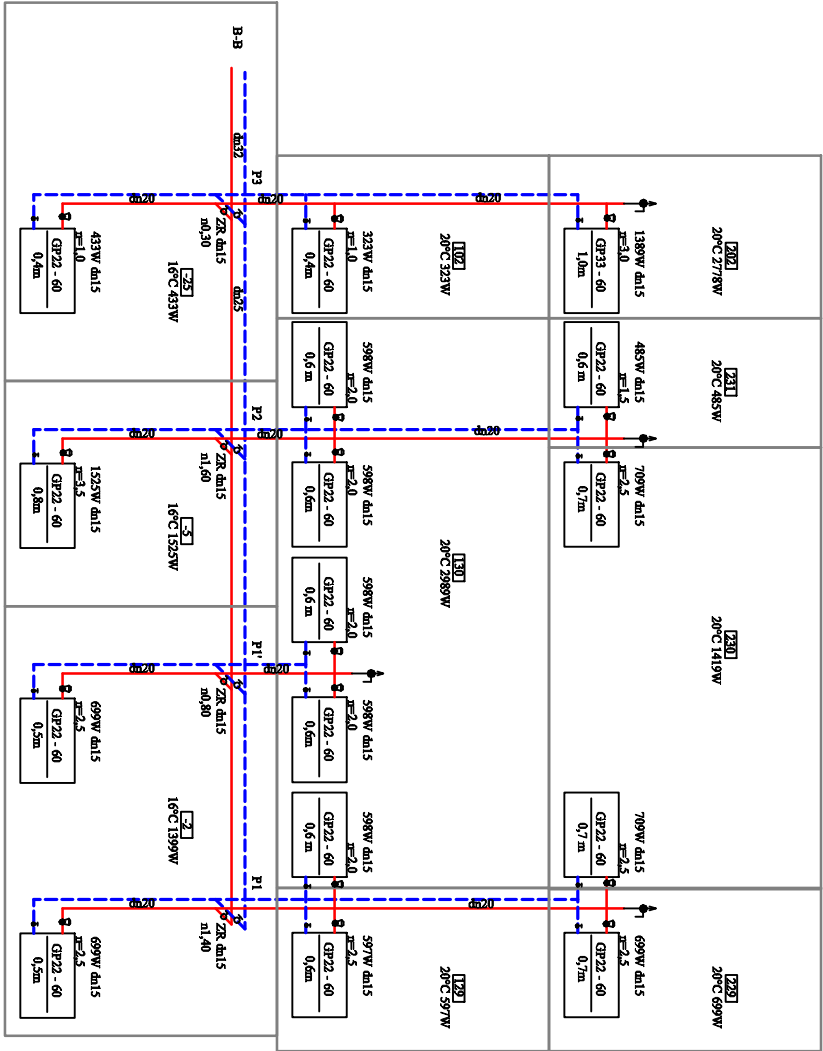 202
20°C 2778W
231
20°C 485W
230
20°C 1419W
229
20°C 699W
1389W dn15
n=3,0
GP33 - 60
1,0m
485W dn15
n=1,5
GP22 - 60
0,6 m
709W dn15
n=2,5
GP22 - 60
0,7m
709W dn15
n=2,5
GP22 - 60
0,7 m
699W dn15
n=2,5
GP22 - 60
0,7m
dn20
dn20
dn20
102
20°C 323W
130
20°C 2989W
129
20°C 597W
323W dn15
n=1,0
GP22 - 60
0,4m
598W dn15
n=2,0
GP22 - 60
0,6 m
598W dn15
n=2,0
GP22 - 60
0,6m
598W dn15
n=2,0
GP22 - 60
0,6 m
598W dn15
n=2,0
GP22 - 60
0,6m
598W dn15
n=2,0
GP22 - 60
0,6 m
597W dn15
n=2,5
GP22 - 60
0,6m
dn20
dn20
dn20
B-B
P3
P2
P1'
P1
dn32
dn25
ZR dn15
n0,30
ZR dn15
n1,60
ZR dn15
n0,80
ZR dn15
n1,40
-25
16°C 433W
-5
16°C 1525W
-2
16°C 1399W
dn20
dn20
dn20
dn20
433W dn15
n=1,0
GP22 - 60
0,4m
1525W dn15
n=3,5
GP22 - 60
0,8m
699W dn15
n=2,5
GP22 - 60
0,5m
699W dn15
n=2,5
GP22 - 60
0,5m